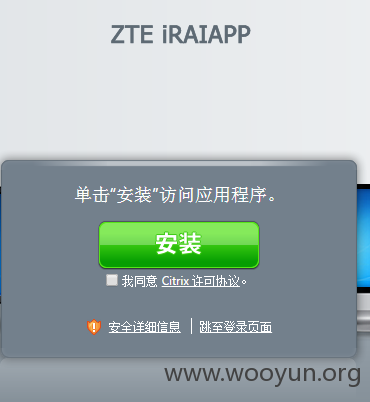 ZTE iRAIAPP
单击“安装”访问应用程序。
安装
我同意 Citrix 许可协议。
安全详细信息 | 跳至登录页面
www.wooyun.org